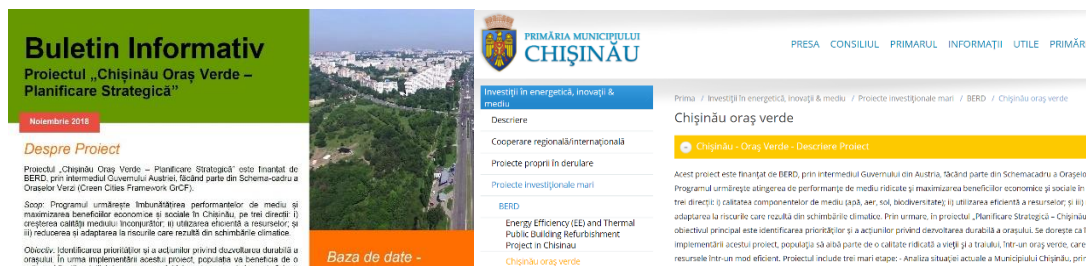 Buletin Informativ
Proiectul „Chișinău Oraș Verde –
Planificare Strategică”
Noiembrie 2018
Despre Proiect
Proiectul „Chișinău Oraș Verde – Planificare Strategică” este finanțat de
BERD, prin intermediul Guvernului Austriei, făcând parte din Schema-cadru a
Orașelor Verzi (Green Cities Framework GrCF).
Scop: Programul urmărește îmbunătățirea performanțelor de mediu și
maximizarea beneficiilor economice și sociale în Chișinău, pe trei direcții: i)
creșterea calității mediului înconjurător; ii) utilizarea eficientă a resurselor; și
iii) reducerea și adaptarea la riscurile care rezultă din schimbările climatice.
Obiectiv: Identificarea priorităților și a acțiunilor privind dezvoltarea durabilă a
orașului. În urma implementării acestui proiect, populația va beneficia de o
Baza de date -
PRIMĂRIA MUNICIPIULUI
CHIȘINĂU
PRESA CONSILIUL PRIMARUL INFORMAȚII UTILE PRIMĂR
Investiții în energetică, inovații &
mediu
Descriere
Cooperare regională/internațională
Proiecte proprii în derulare
Proiecte investiționale mari
BERD
Energy Efficiency (EE) and Thermal
Public Building Refurbishment
Project in Chisinau
Chișinău oraș verde
Prima / Investiții în energetică, inovații & mediu / Proiecte investiționale mari / BERD / Chișinău oraș verde
Chișinău oraș verde
Chișinău - Oraș Verde - Descriere Proiect
Acest proiect este finanțat de BERD, prin intermediul Guvernului din Austria, făcând parte din Schemacadru a Orașelo
Programul urmărește atingerea de performanțe de mediu ridicate și maximizarea beneficiilor economice și sociale în
trei direcții: i) calitatea componentelor de mediu (apă, aer, sol, biodiversitate); ii) utilizarea eficientă a resurselor; și iii)
adaptarea la riscurile care rezultă din schimbările climatice. Prin urmare, în proiectul „Planificare Strategică – Chișinău
obiectivul principal este identificarea priorităților și a acțiunilor privind dezvoltarea durabilă a orașului. Se dorește ca î
implementării acestui proiect, populația să aibă parte de o calitate ridicată a vieții și a traiului, într-un oraș verde, care
resursele într-un mod eficient. Proiectul include trei mari etape: - Analiza situației actuale a Municipiului Chișinău, prin